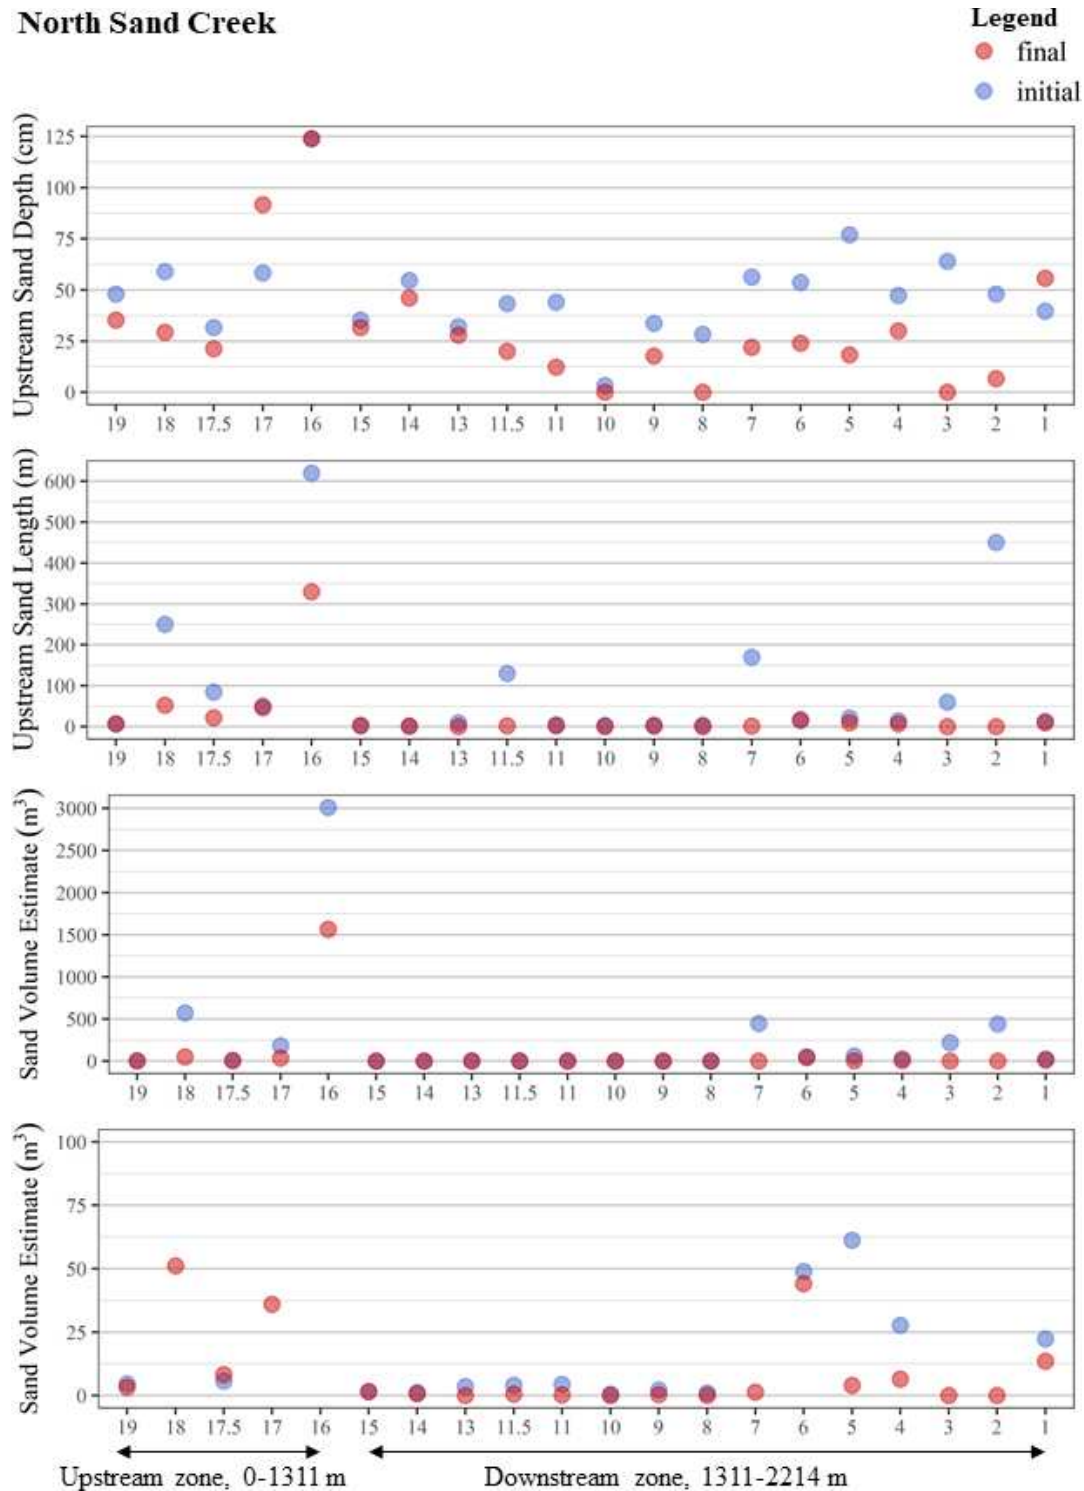 North Sand Creek
Legend
final
initial
Upstream Sand Depth (cm)
125
100
75
50
25
0
19 18 17.5 17 16 15 14 13 11.5 11 10 9 8 7 6 5 4 3 2 1
Upstream Sand Length (m)
600
500
400
300
200
100
0
19 18 17.5 17 16 15 14 13 11.5 11 10 9 8 7 6 5 4 3 2 1
Sand Volume Estimate (m³)
3000
2500
2000
1500
1000
500
0
19 18 17.5 17 16 15 14 13 11.5 11 10 9 8 7 6 5 4 3 2 1
Sand Volume Estimate (m³)
100
75
50
25
0
19 18 17.5 17 16 15 14 13 11.5 11 10 9 8 7 6 5 4 3 2 1
Upstream zone, 0-1311 m
Downstream zone, 1311-2214 m